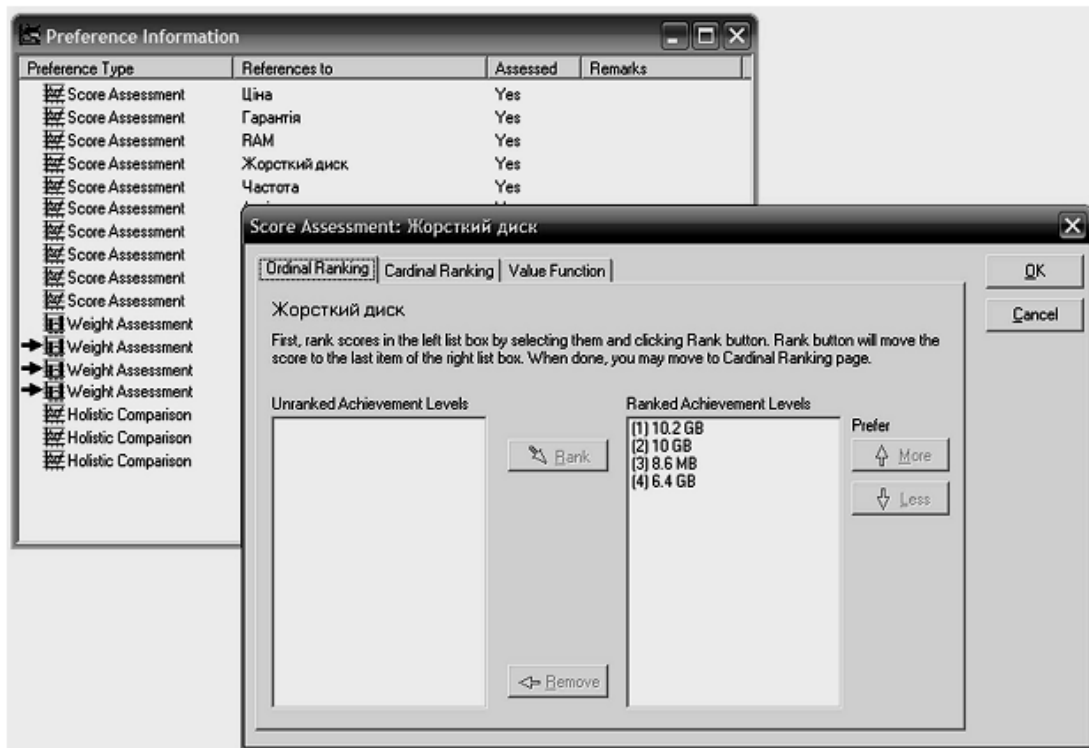 Preference Information
Preference Type References to Assessed Remarks
Score Assessment Ціна Yes
Score Assessment Гарантія Yes
Score Assessment RAM Yes
Score Assessment Жорсткий диск Yes
Score Assessment Частота Yes
Score Assessment
Score Assessment
Score Assessment
Score Assessment
Score Assessment
Weight Assessment
Weight Assessment
Weight Assessment
Weight Assessment
Holistic Comparison
Holistic Comparison
Holistic Comparison
Score Assessment: Жорсткий диск
Ordinal Ranking Cardinal Ranking Value Function
OK
Cancel
Жорсткий диск
First, rank scores in the left list box by selecting them and clicking Rank button. Rank button will move the
score to the last item of the right list box. When done, you may move to Cardinal Ranking page.
Unranked Achievement Levels
Rank
Remove
Ranked Achievement Levels
(1) 10.2 GB
(2) 10 GB
(3) 8.6 MB
(4) 6.4 GB
Prefer
More
Less